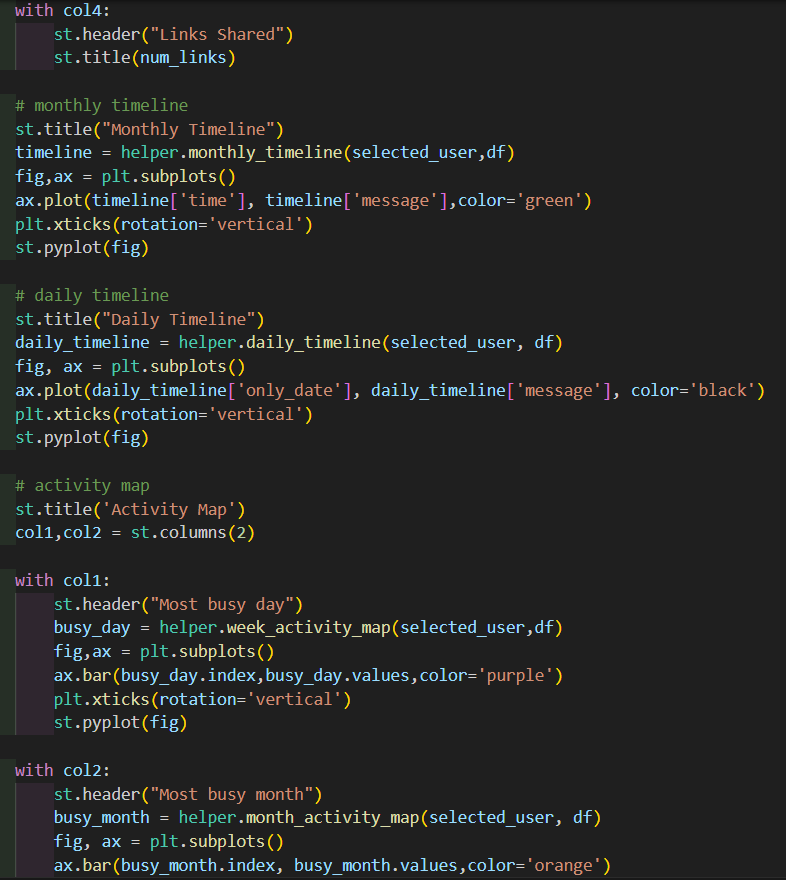 with col4:
    st.header("Links Shared")
    st.title(num_links)

# monthly timeline
st.title("Monthly Timeline")
timeline = helper.monthly_timeline(selected_user,df)
fig,ax = plt.subplots()
ax.plot(timeline['time'], timeline['message'],color='green')
plt.xticks(rotation='vertical')
st.pyplot(fig)

# daily timeline
st.title("Daily Timeline")
daily_timeline = helper.daily_timeline(selected_user, df)
fig, ax = plt.subplots()
ax.plot(daily_timeline['only_date'], daily_timeline['message'], color='black')
plt.xticks(rotation='vertical')
st.pyplot(fig)

# activity map
st.title('Activity Map')
col1,col2 = st.columns(2)

with col1:
    st.header("Most busy day")
    busy_day = helper.week_activity_map(selected_user,df)
    fig,ax = plt.subplots()
    ax.bar(busy_day.index,busy_day.values,color='purple')
    plt.xticks(rotation='vertical')
    st.pyplot(fig)

with col2:
    st.header("Most busy month")
    busy_month = helper.month_activity_map(selected_user, df)
    fig, ax = plt.subplots()
    ax.bar(busy_month.index, busy_month.values,color='orange')